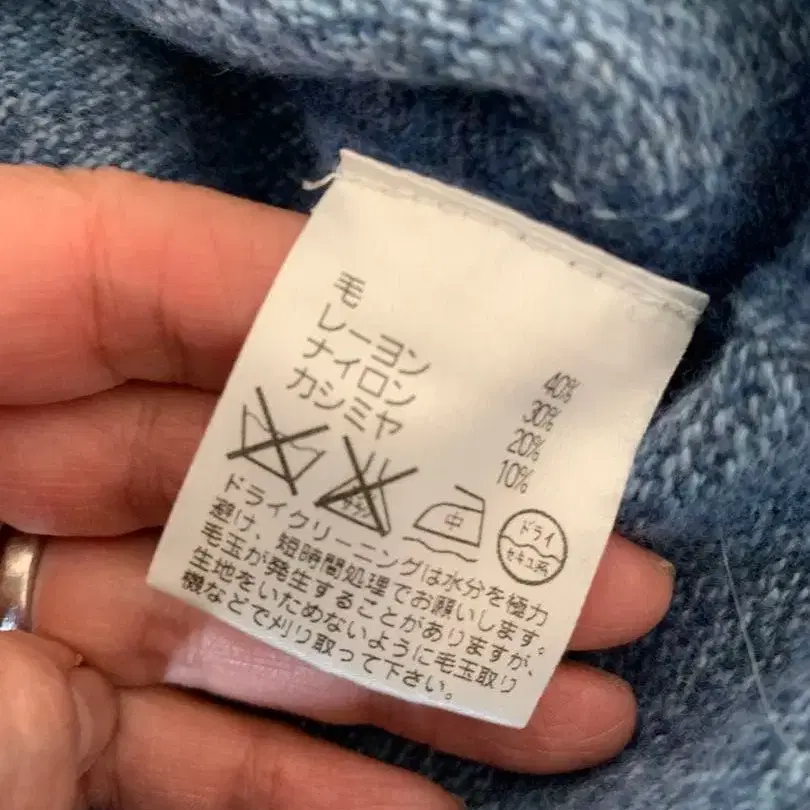 毛 40%
レーヨン 30%
ナイロン 20%
カシミヤ 10%
サラシ
中
ドライ
セキユ系
ドライクリーニングは水分を極力
避け、短時間処理でお願いします。
毛玉が発生することがありますが、
生地をいためないように毛玉取り
機などで刈り取って下さい。